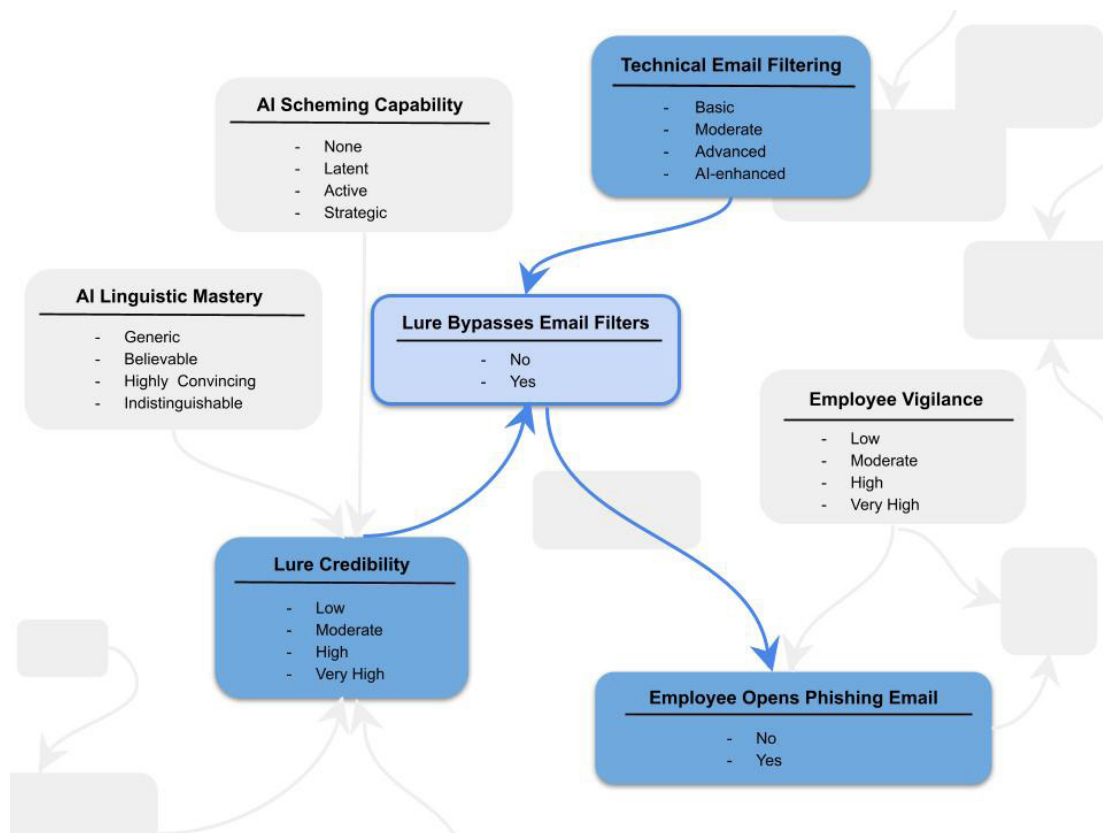 Technical Email Filtering
- Basic
- Moderate
- Advanced
- AI-enhanced
AI Scheming Capability
- None
- Latent
- Active
- Strategic
AI Linguistic Mastery
- Generic
- Believable
- Highly Convincing
- Indistinguishable
Lure Bypasses Email Filters
- No
- Yes
Employee Vigilance
- Low
- Moderate
- High
- Very High
Lure Credibility
- Low
- Moderate
- High
- Very High
Employee Opens Phishing Email
- No
- Yes